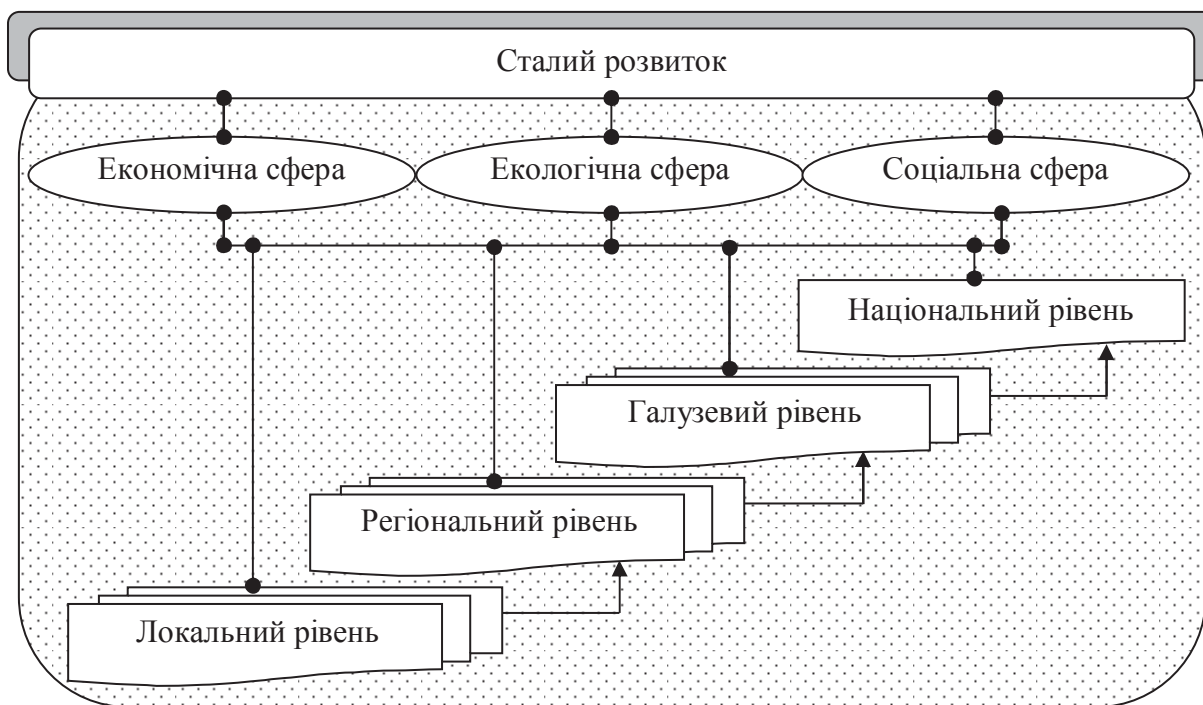 Сталий розвиток
Економічна сфера
Екологічна сфера
Соціальна сфера
Національний рівень
Галузевий рівень
Регіональний рівень
Локальний рівень